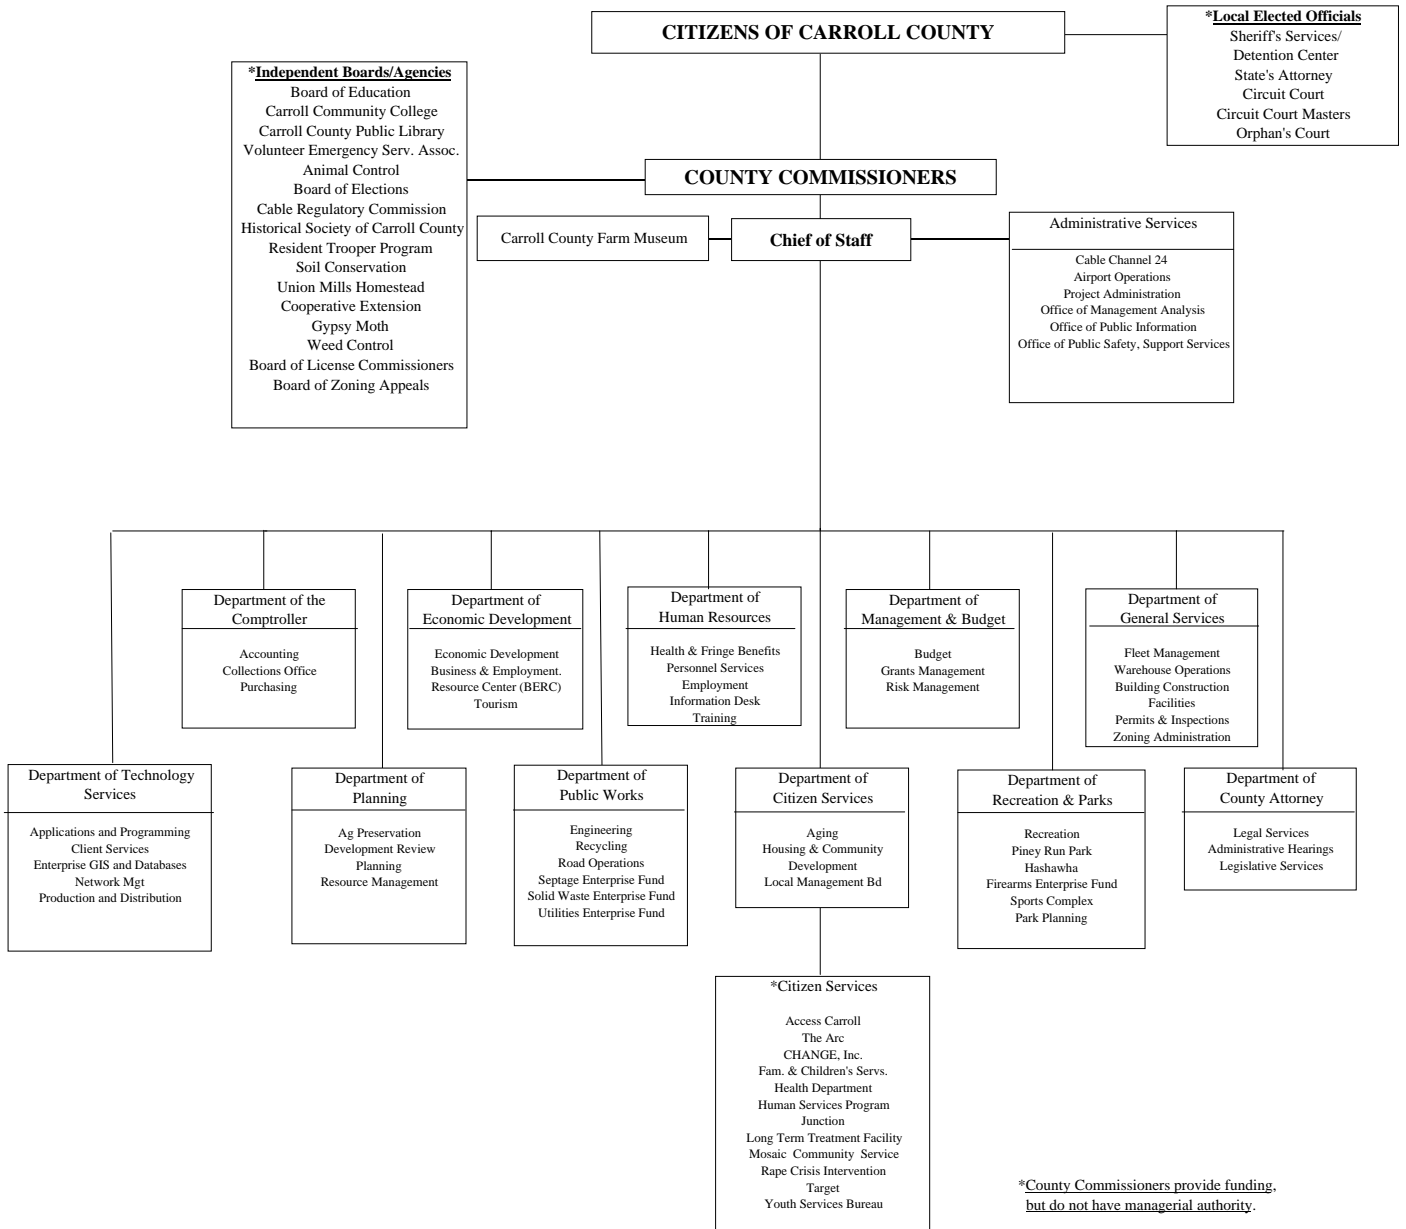 CITIZENS OF CARROLL COUNTY
*Local Elected Officials
Sheriff's Services/
Detention Center
State's Attorney
Circuit Court
Circuit Court Masters
Orphan's Court
*Independent Boards/Agencies
Board of Education
Carroll Community College
Carroll County Public Library
Volunteer Emergency Serv. Assoc.
Animal Control
Board of Elections
Cable Regulatory Commission
Historical Society of Carroll County
Resident Trooper Program
Soil Conservation
Union Mills Homestead
Cooperative Extension
Gypsy Moth
Weed Control
Board of License Commissioners
Board of Zoning Appeals
COUNTY COMMISSIONERS
Carroll County Farm Museum
Chief of Staff
Administrative Services
Cable Channel 24
Airport Operations
Project Administration
Office of Management Analysis
Office of Public Information
Office of Public Safety, Support Services
Department of the
Comptroller
Accounting
Collections Office
Purchasing
Department of
Economic Development
Economic Development
Business & Employment.
Resource Center (BERC)
Tourism
Department of
Human Resources
Health & Fringe Benefits
Personnel Services
Employment
Information Desk
Training
Department of
Management & Budget
Budget
Grants Management
Risk Management
Department of
General Services
Fleet Management
Warehouse Operations
Building Construction
Facilities
Permits & Inspections
Zoning Administration
Department of Technology
Services
Applications and Programming
Client Services
Enterprise GIS and Databases
Network Mgt
Production and Distribution
Department of
Planning
Ag Preservation
Development Review
Planning
Resource Management
Department of
Public Works
Engineering
Recycling
Road Operations
Septage Enterprise Fund
Solid Waste Enterprise Fund
Utilities Enterprise Fund
Department of
Citizen Services
Aging
Housing & Community
Development
Local Management Bd
Department of
Recreation & Parks
Recreation
Piney Run Park
Hashawha
Firearms Enterprise Fund
Sports Complex
Park Planning
Department of
County Attorney
Legal Services
Administrative Hearings
Legislative Services
*Citizen Services
Access Carroll
The Arc
CHANGE, Inc.
Fam. & Children's Servs.
Health Department
Human Services Program
Junction
Long Term Treatment Facility
Mosaic Community Service
Rape Crisis Intervention
Target
Youth Services Bureau
*County Commissioners provide funding,
but do not have managerial authority.